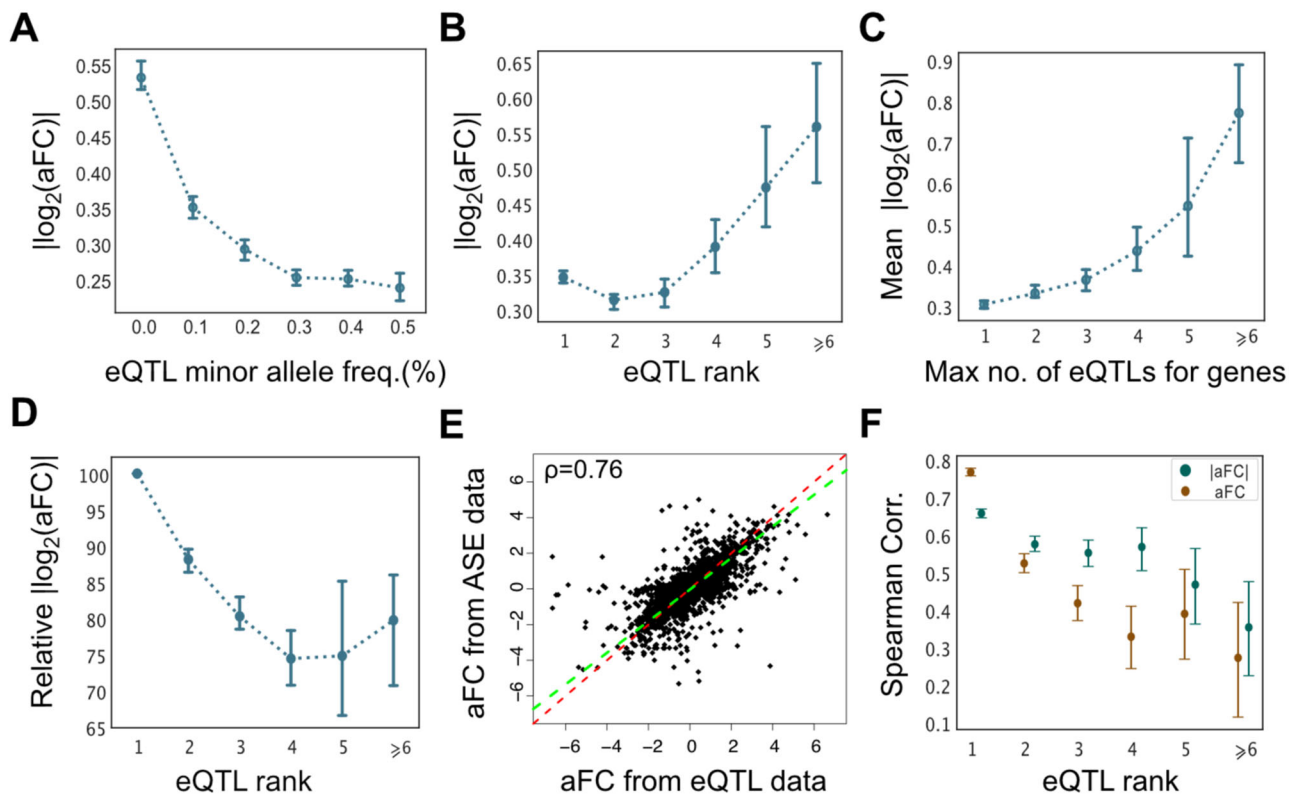 A
|log2(aFC)|
0.55
0.50
0.45
0.40
0.35
0.30
0.25
0.0 0.1 0.2 0.3 0.4 0.5
eQTL minor allele freq.(%)
B
|log2(aFC)|
0.65
0.60
0.55
0.50
0.45
0.40
0.35
0.30
1 2 3 4 5 ⩾6
eQTL rank
C
Mean |log2(aFC)|
0.9
0.8
0.7
0.6
0.5
0.4
0.3
1 2 3 4 5 ⩾6
Max no. of eQTLs for genes
D
Relative |log2(aFC)|
100
95
90
85
80
75
70
65
1 2 3 4 5 ⩾6
eQTL rank
E
ρ=0.76
aFC from ASE data
6
4
2
0
−2
−4
−6
−6 −4 −2 0 2 4 6
aFC from eQTL data
F
|aFC|
aFC
Spearman Corr.
0.8
0.7
0.6
0.5
0.4
0.3
0.2
0.1
1 2 3 4 5 ⩾6
eQTL rank